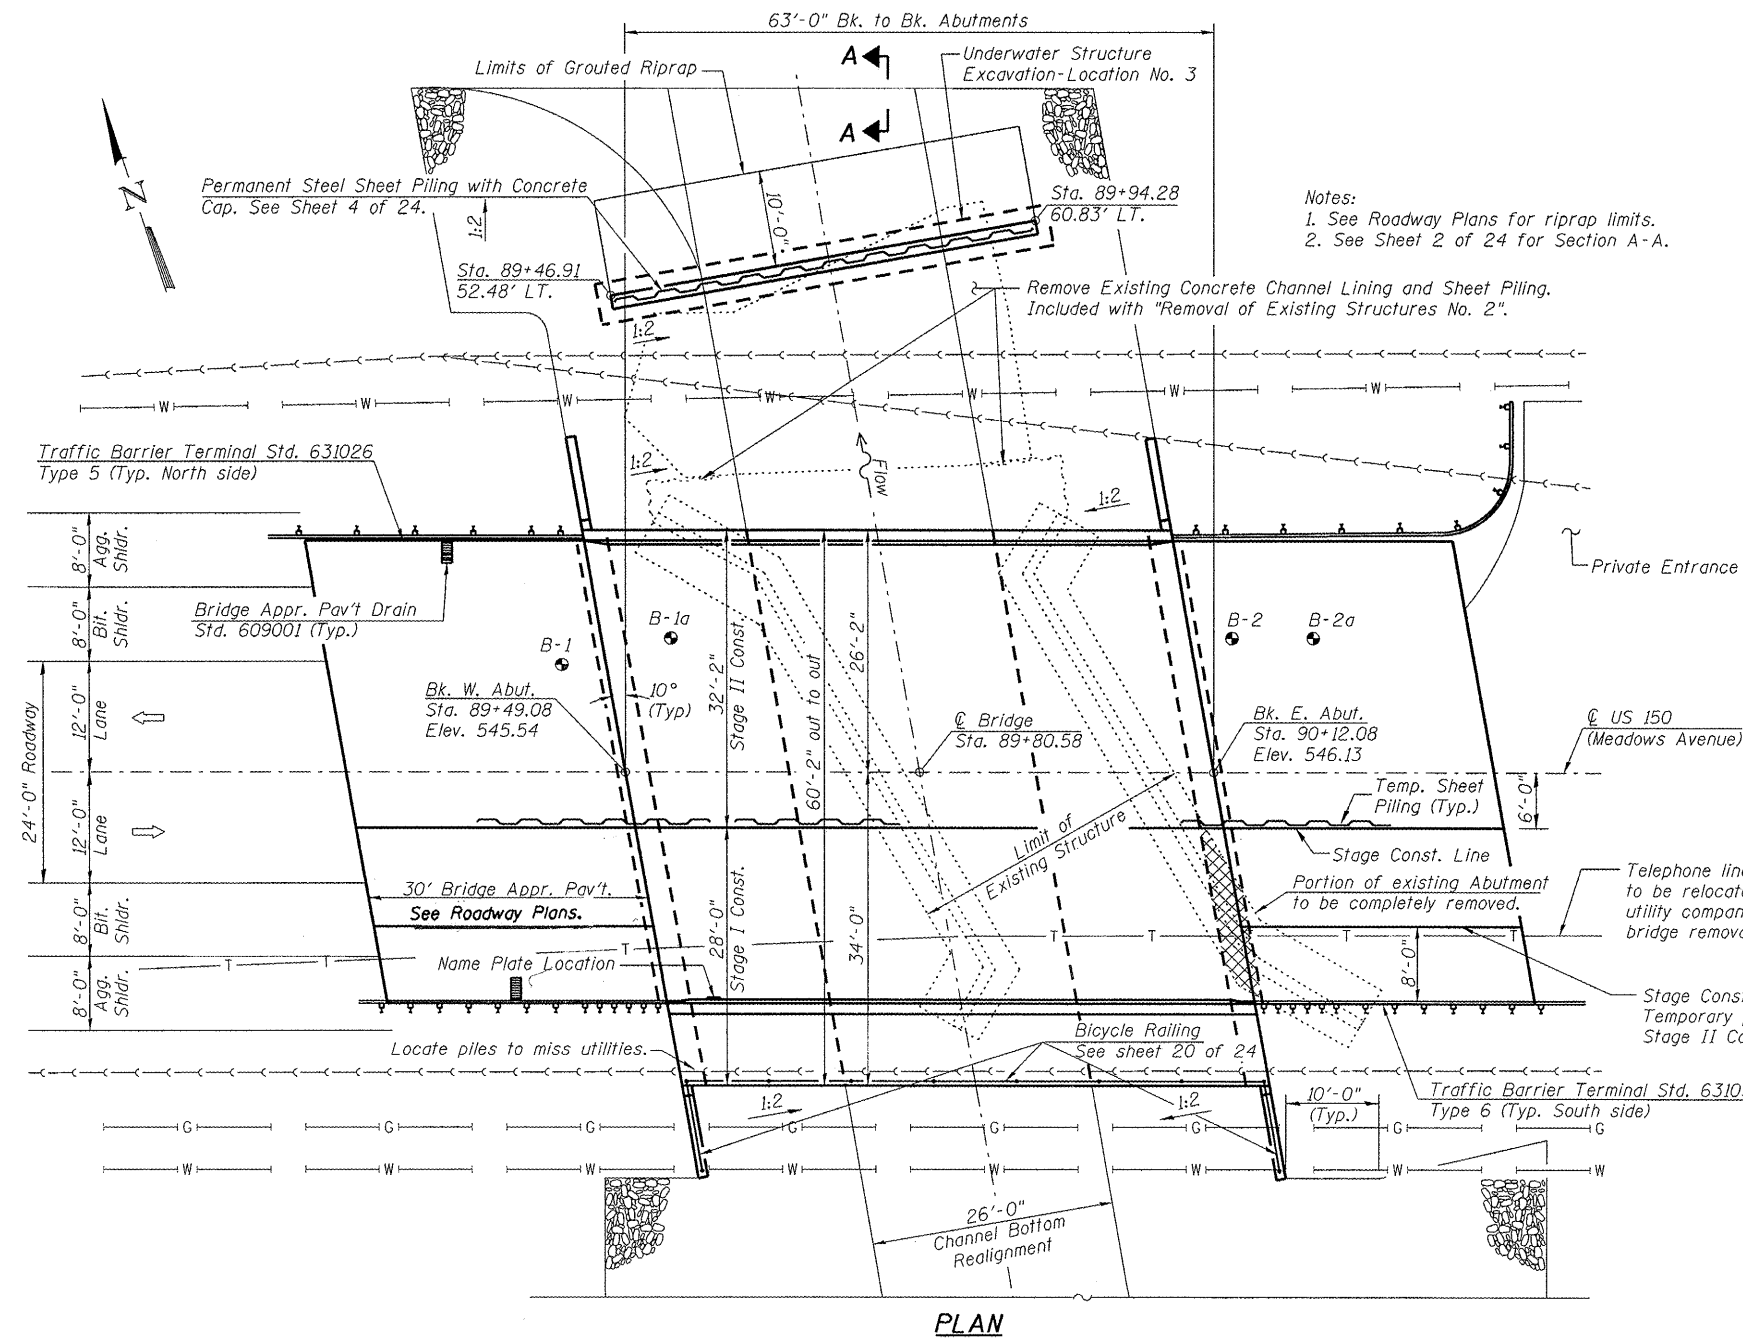 63'-0" Bk. to Bk. Abutments
Limits of Grouted Riprap
A
A
Underwater Structure
Excavation-Location No. 3
N
Permanent Steel Sheet Piling with Concrete
Cap. See Sheet 4 of 24.
1:2
10'-0"
Sta. 89+94.28
60.83' LT.
Notes:
1. See Roadway Plans for riprap limits.
2. See Sheet 2 of 24 for Section A-A.
Sta. 89+46.91
52.48' LT.
Remove Existing Concrete Channel Lining and Sheet Piling.
Included with "Removal of Existing Structures No. 2".
1:2
W W W W W W W
Traffic Barrier Terminal Std. 631026
Type 5 (Typ. North side)
1:2
Flow
1:2
8'-0"
Agg.
Shldr.
Private Entrance
Bridge Appr. Pav't Drain
Std. 609001 (Typ.)
8'-0"
Bit.
Shldr.
B-1
B-1a
B-2
B-2a
32'-2"
Stage II Const.
60'-2" out to out
26'-2"
24'-0" Roadway
12'-0"
Lane
Bk. W. Abut.
Sta. 89+49.08
Elev. 545.54
10°
(Typ)
℄ Bridge
Sta. 89+80.58
Bk. E. Abut.
Sta. 90+12.08
Elev. 546.13
℄ US 150
(Meadows Avenue)
12'-0"
Lane
Temp. Sheet
Piling (Typ.)
6'-0"
Limit of
Existing Structure
Stage Const. Line
30' Bridge Appr. Pav't.
See Roadway Plans.
28'-0"
Stage I Const.
34'-0"
Portion of existing Abutment
to be completely removed.
Telephone line
to be relocate
utility compan
bridge remova
8'-0"
Bit.
Shldr.
T T T T T T
8'-0"
Agg.
Shldr.
Name Plate Location
8'-0"
Stage Cons
Temporary
Stage II Co
Locate piles to miss utilities.
Bicycle Railing
See sheet 20 of 24
Traffic Barrier Terminal Std. 6310
Type 6 (Typ. South side)
1:2
1:2
10'-0"
(Typ.)
G G G G G G G G
W W W W W W W W
26'-0"
Channel Bottom
Realignment
PLAN